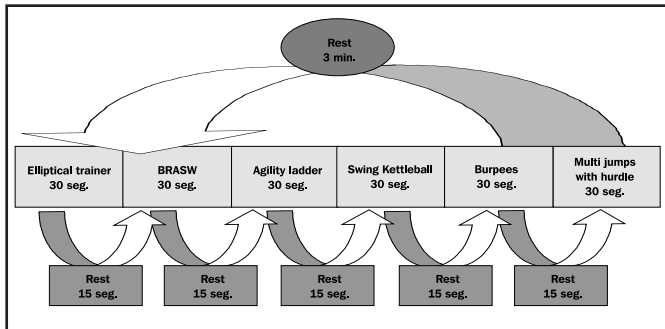 Rest
3 min.
Elliptical trainer
30 seg.
BRASW
30 seg.
Agility ladder
30 seg.
Swing Kettleball
30 seg.
Burpees
30 seg.
Multi jumps
with hurdle
30 seg.
Rest
15 seg.
Rest
15 seg.
Rest
15 seg.
Rest
15 seg.
Rest
15 seg.